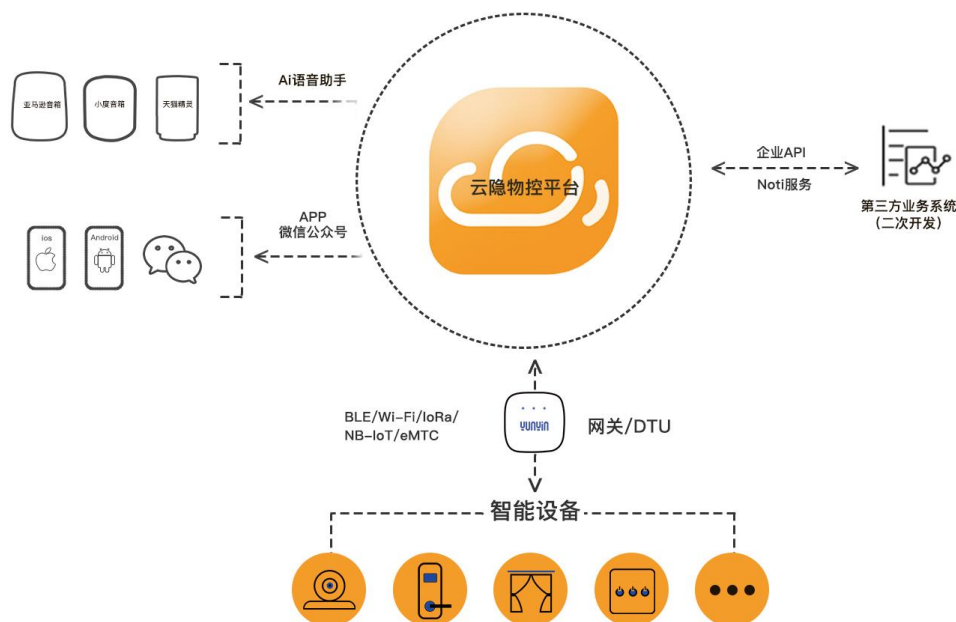 Ai语音助手
亚马逊音箱
小度音箱
天猫精灵
云隐物控平台
企业API
Noti服务
第三方业务系统
(二次开发)
APP
微信公众号
ios
Android
BLE/Wi-Fi/loRa/
NB-IoT/eMTC
YUNYiN
网关/DTU
智能设备